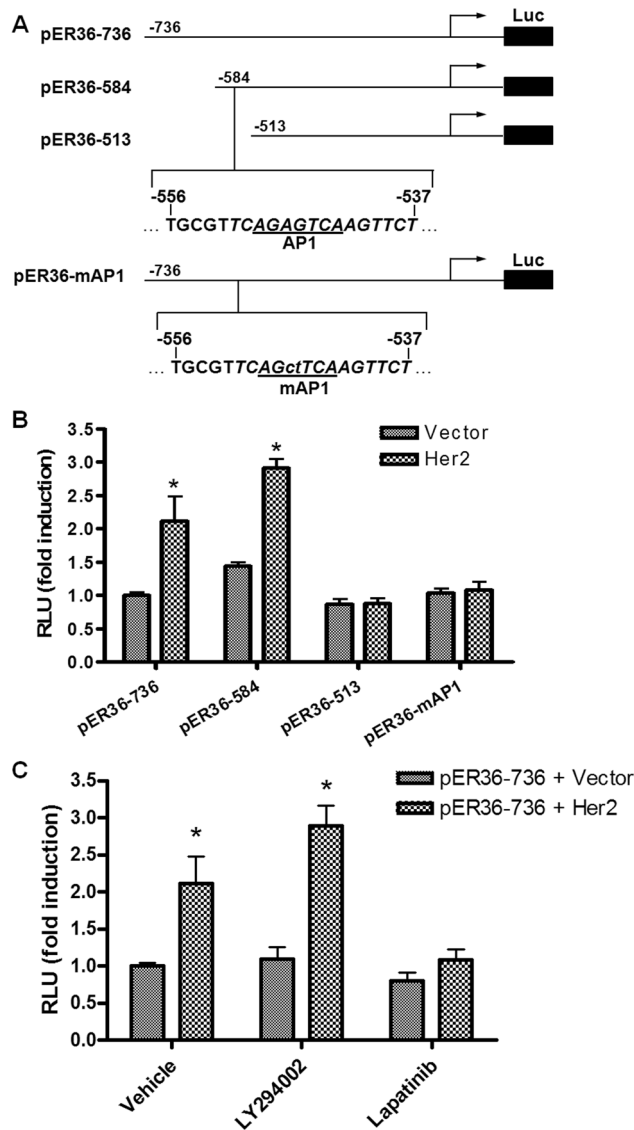 A
Luc
pER36-736
-736
pER36-584
-584
pER36-513
-513
-556 -537
... TGCGTTCAGAGTCAAGTTCT ...
AP1
Luc
pER36-mAP1
-736
-556 -537
... TGCGTTCAGctTCAAGTTCT ...
mAP1
B
Vector
Her2
RLU (fold induction)
3.5
3.0
2.5
2.0
1.5
1.0
0.5
0.0
*
*
pER36-736
pER36-584
pER36-513
pER36-mAP1
C
pER36-736 + Vector
pER36-736 + Her2
RLU (fold induction)
3.5
3.0
2.5
2.0
1.5
1.0
0.5
0.0
*
*
Vehicle
LY294002
Lapatinib